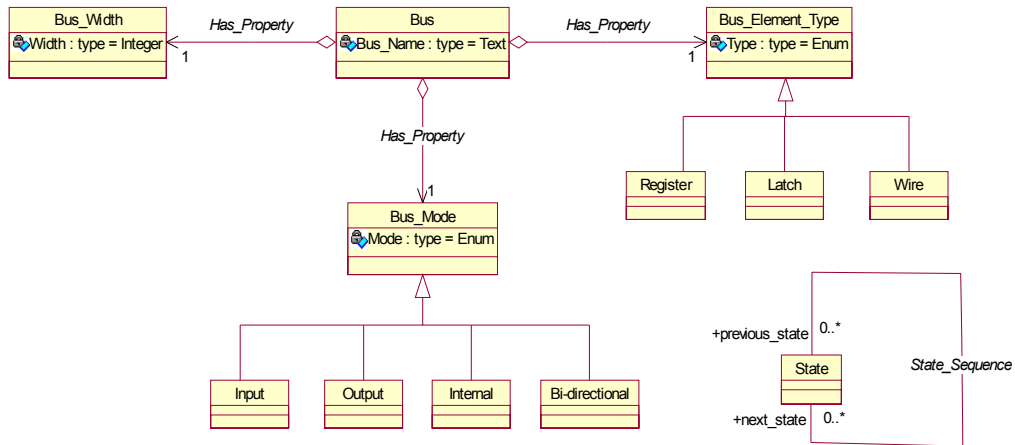 Bus_Width
Width : type = Integer
Has_Property
1
Bus
Bus_Name : type = Text
Has_Property
1
Bus_Element_Type
Type : type = Enum
Has_Property
1
Register
Latch
Wire
Bus_Mode
Mode : type = Enum
Input
Output
Internal
Bi-directional
+previous_state
0..*
State
State_Sequence
+next_state
0..*